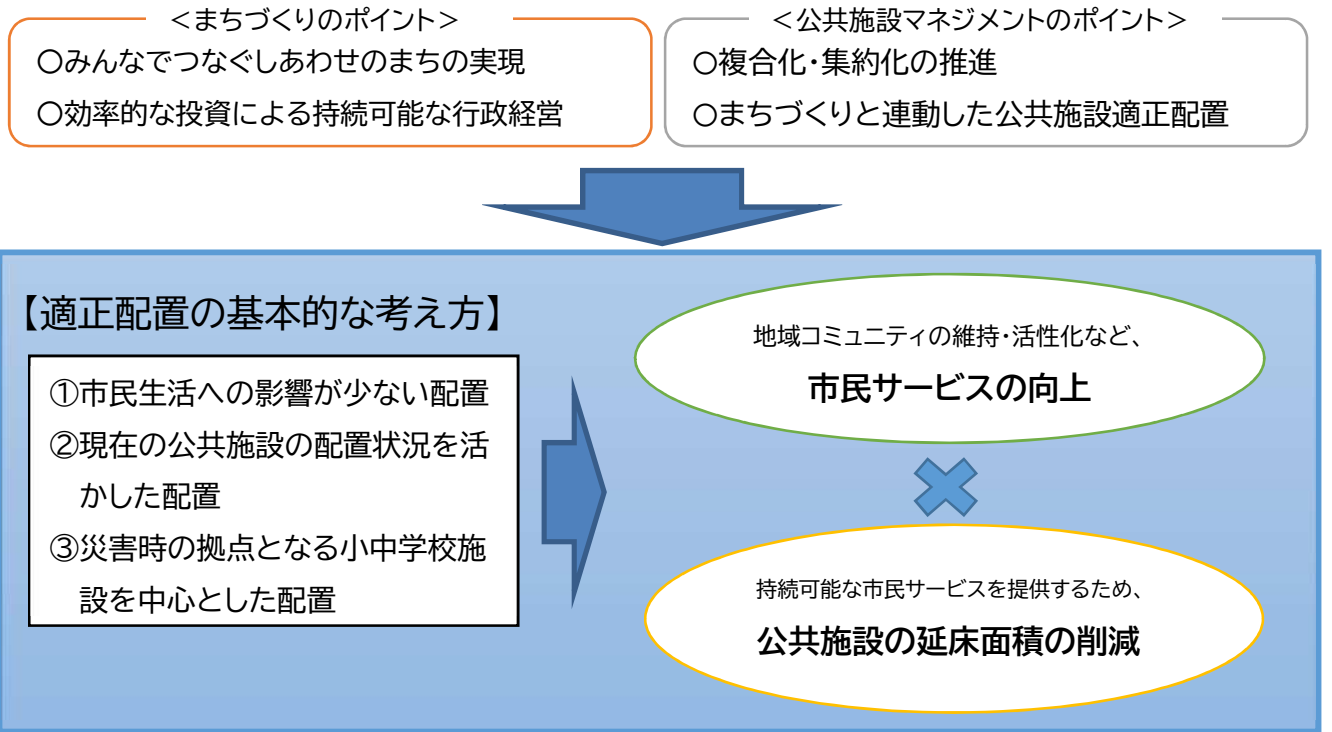 ＜まちづくりのポイント＞
〇みんなでつなぐしあわせのまちの実現
〇効率的な投資による持続可能な行政経営
＜公共施設マネジメントのポイント＞
○複合化・集約化の推進
○まちづくりと連動した公共施設適正配置
【適正配置の基本的な考え方】
①市民生活への影響が少ない配置
②現在の公共施設の配置状況を活
かした配置
③災害時の拠点となる小中学校施
設を中心とした配置
地域コミュニティの維持・活性化など、
市民サービスの向上
持続可能な市民サービスを提供するため、
公共施設の延床面積の削減